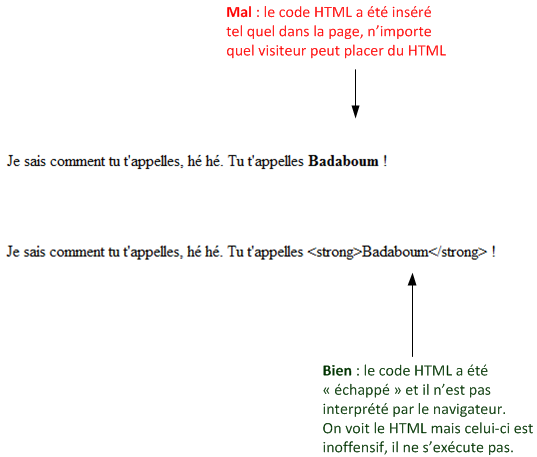 Mal : le code HTML a été inséré
tel quel dans la page, n’importe
quel visiteur peut placer du HTML
Je sais comment tu t'appelles, hé hé. Tu t'appelles Badaboum !
Je sais comment tu t'appelles, hé hé. Tu t'appelles <strong>Badaboum</strong> !
Bien : le code HTML a été
« échappé » et il n’est pas
interprété par le navigateur.
On voit le HTML mais celui-ci est
inoffensif, il ne s’exécute pas.